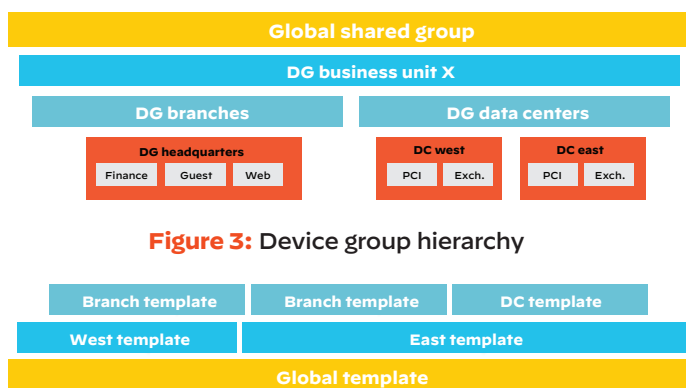 Global shared group
DG business unit X
DG branches
DG data centers
DG headquarters
Finance
Guest
Web
DC west
PCI
Exch.
DC east
PCI
Exch.
Figure 3: Device group hierarchy
Branch template
Branch template
DC template
West template
East template
Global template